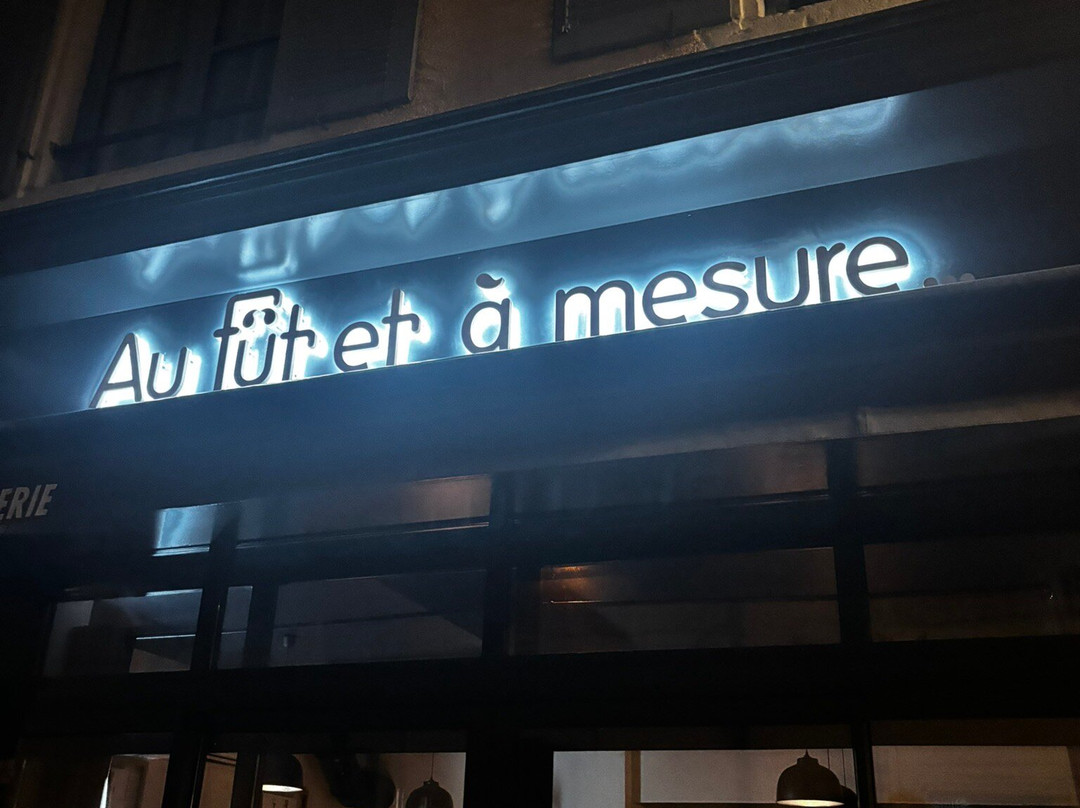 Au fût et à mesure...
ERIE